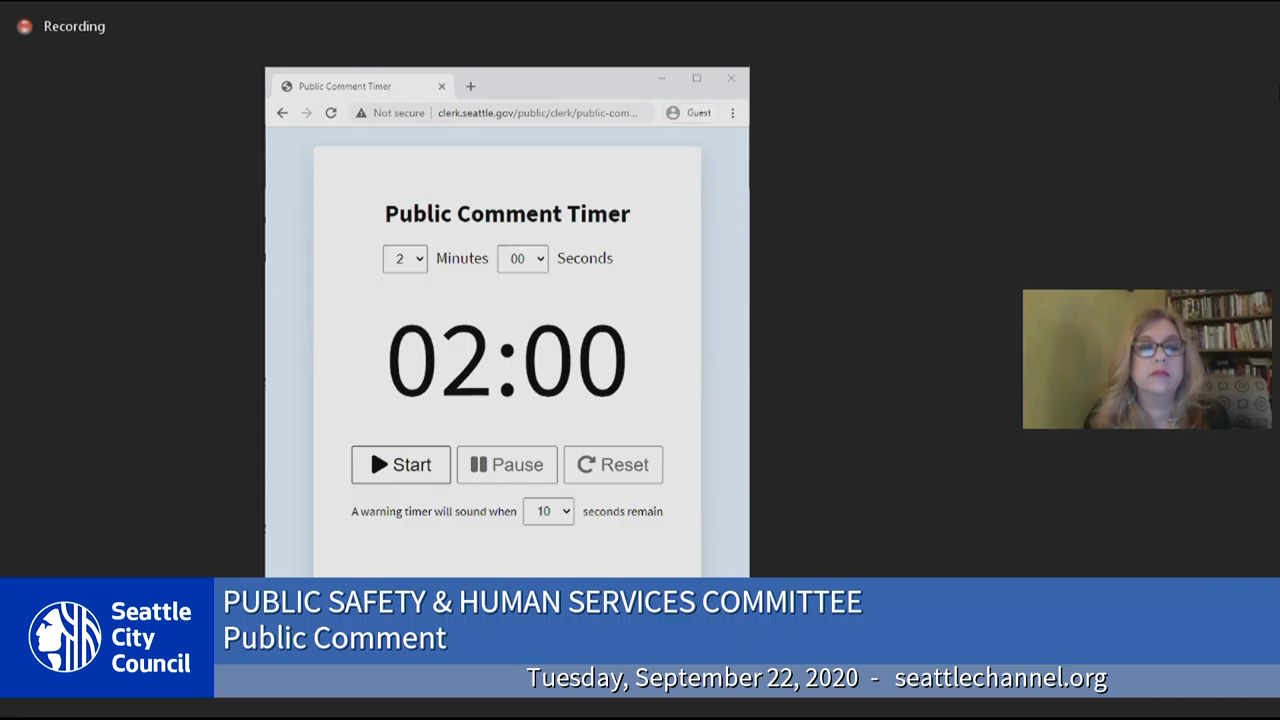 Recording
Public Comment Timer
Not secure | clerk.seattle.gov/public/clerk/public-com... Guest
Public Comment Timer
2 Minutes 00 Seconds
02:00
Start Pause Reset
A warning timer will sound when 10 seconds remain
Seattle
City
Council
PUBLIC SAFETY & HUMAN SERVICES COMMITTEE
Public Comment
Tuesday, September 22, 2020 - seattlechannel.org